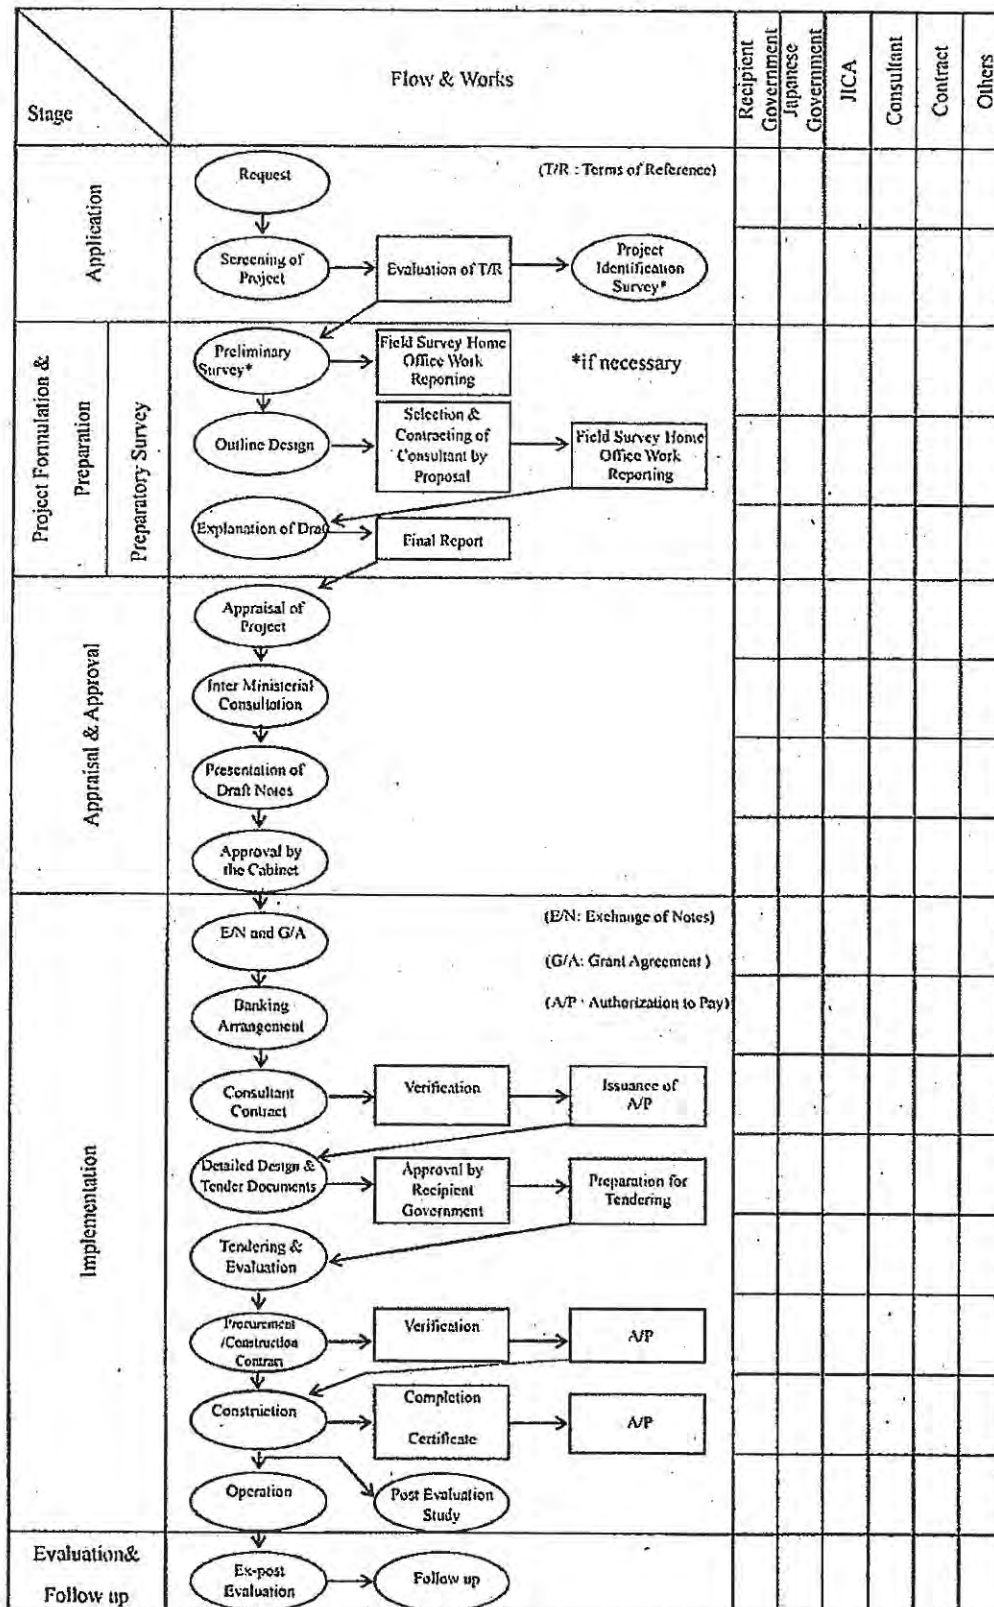 Stage
Flow & Works
Recipient
Government
Japanese
Government
JICA
Consultant
Contract
Others
Application
Request
(T/R : Terms of Reference)
Screening of
Project
Evaluation of T/R
Project
Identification
Survey*
Project Formulation &
Preparation
Preparatory Survey
Preliminary
Survey*
Field Survey Home
Office Work
Reporting
*if necessary
Outline Design
Selection &
Contracting of
Consultant by
Proposal
Field Survey Home
Office Work
Reporting
Explanation of Draf
Final Report
Appraisal & Approval
Appraisal of
Project
Inter Ministerial
Consultation
Presentation of
Draft Notes
Approval by
the Cabinet
Implementation
E/N and G/A
(E/N: Exchange of Notes)
(G/A: Grant Agreement )
Banking
Arrangement
(A/P : Authorization to Pay)
Consultant
Contract
Verification
Issuance of
A/P
Detailed Design &
Tender Documents
Approval by
Recipient
Government
Preparation for
Tendering
Tendering &
Evaluation
Procurement
/Construction
Contract
Verification
A/P
Construction
Completion
Certificate
A/P
Operation
Post Evaluation
Study
Evaluation&
Follow up
Ex-post
Evaluation
Follow up